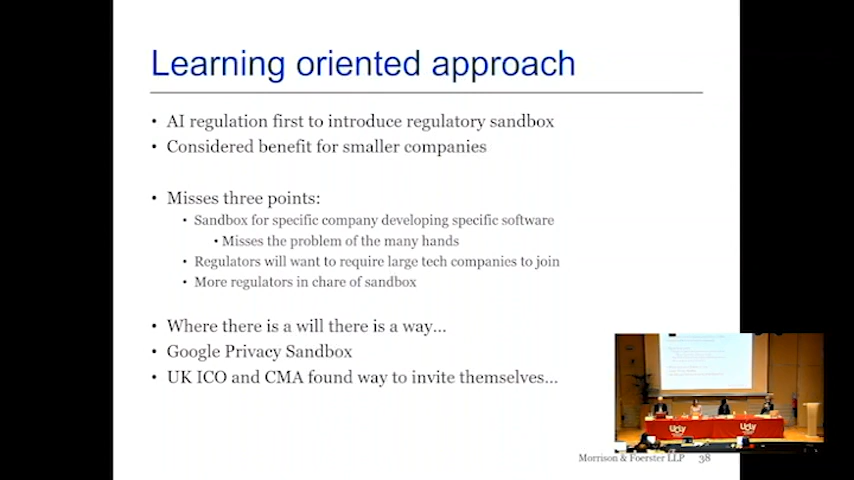 Learning oriented approach
• AI regulation first to introduce regulatory sandbox
• Considered benefit for smaller companies
• Misses three points:
• Sandbox for specific company developing specific software
• Misses the problem of the many hands
• Regulators will want to require large tech companies to join
• More regulators in chare of sandbox
• Where there is a will there is a way...
• Google Privacy Sandbox
• UK ICO and CMA found way to invite themselves...
Morrison & Foerster LLP 38